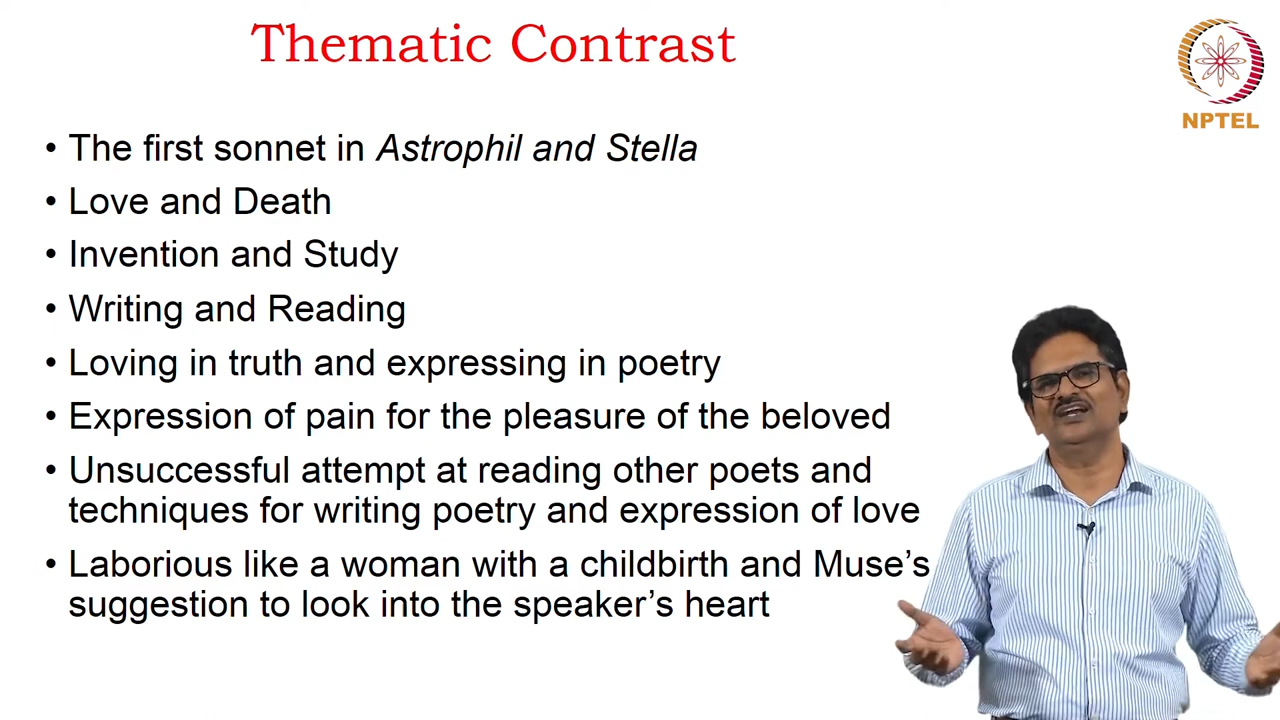 Thematic Contrast
NPTEL
• The first sonnet in Astrophil and Stella
• Love and Death
• Invention and Study
• Writing and Reading
• Loving in truth and expressing in poetry
• Expression of pain for the pleasure of the beloved
• Unsuccessful attempt at reading other poets and
techniques for writing poetry and expression of love
• Laborious like a woman with a childbirth and Muse’s
suggestion to look into the speaker’s heart